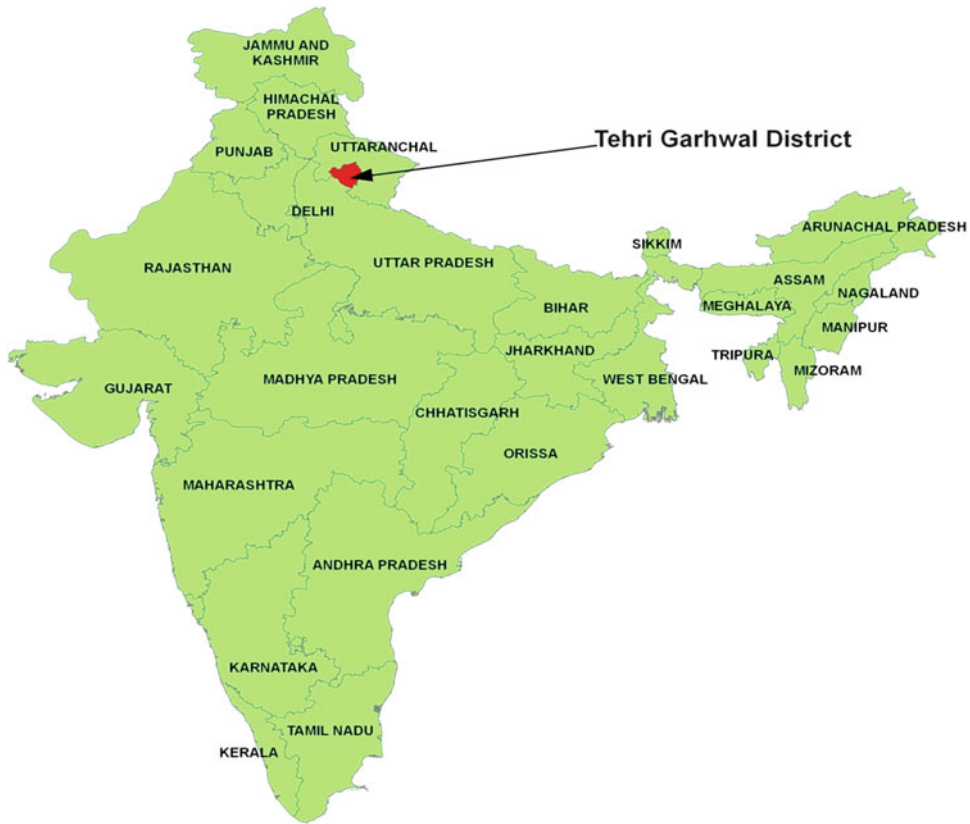 JAMMU AND
KASHMIR
HIMACHAL
PRADESH
Tehri Garhwal District
UTTARANCHAL
PUNJAB
DELHI
ARUNACHAL PRADESH
SIKKIM
RAJASTHAN
UTTAR PRADESH
ASSAM
NAGALAND
MEGHALAYA
BIHAR
MANIPUR
JHARKHAND
TRIPURA
MIZORAM
GUJARAT
MADHYA PRADESH
WEST BENGAL
CHHATISGARH
ORISSA
MAHARASHTRA
ANDHRA PRADESH
KARNATAKA
TAMIL NADU
KERALA